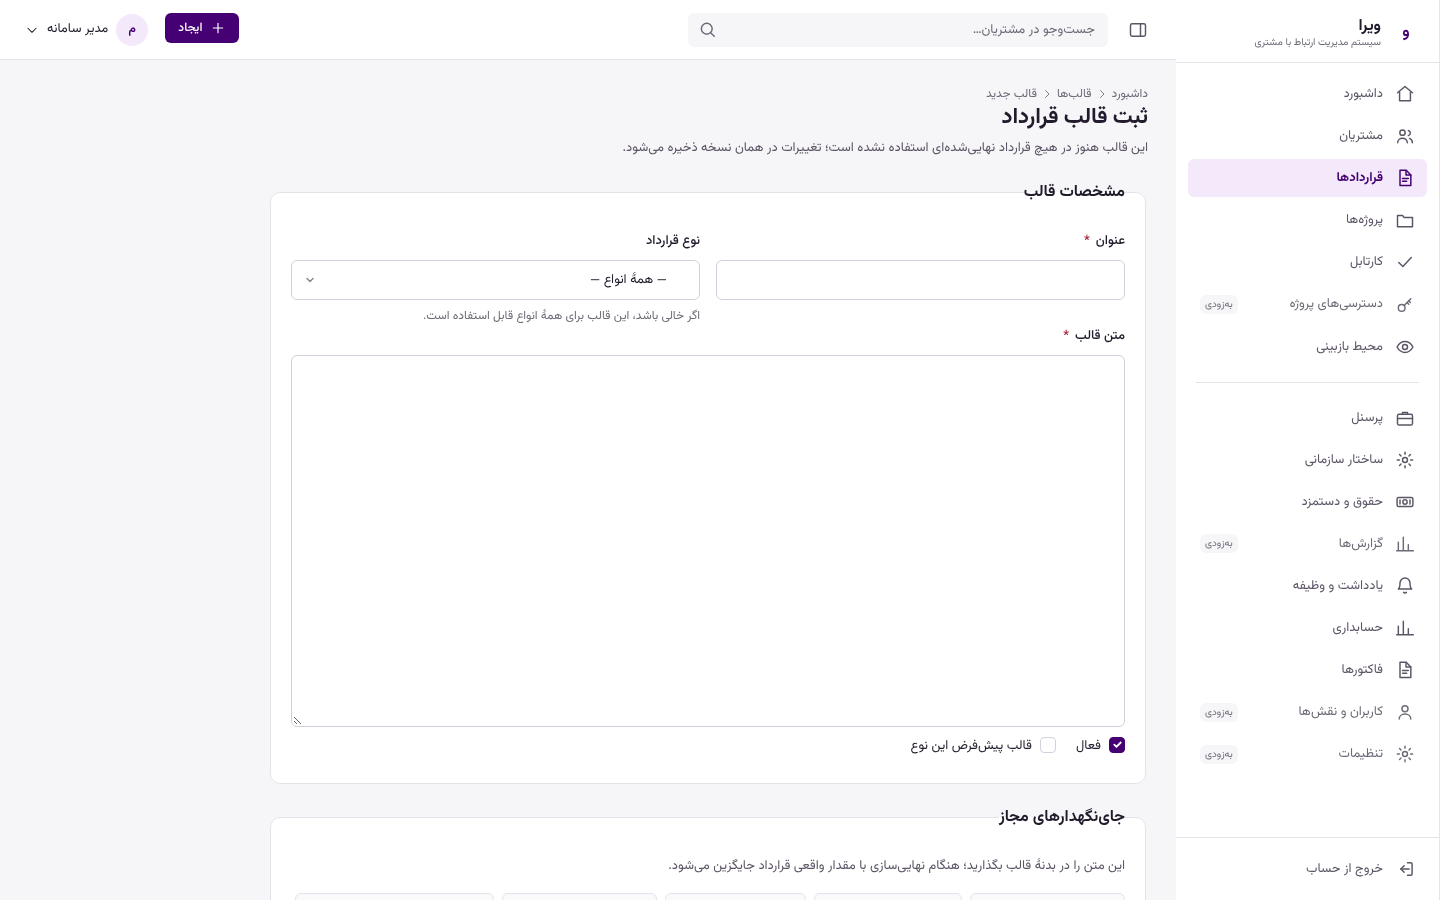 و
ویرا
سیستم مدیریت ارتباط با مشتری
داشبورد
مشتریان
قراردادها
پروژه‌ها
کارتابل
دسترسی‌های پروژه
به‌زودی
محیط بازبینی
پرسنل
ساختار سازمانی
حقوق و دستمزد
گزارش‌ها
به‌زودی
یادداشت و وظیفه
حسابداری
فاکتورها
کاربران و نقش‌ها
به‌زودی
تنظیمات
به‌زودی
خروج از حساب
جست‌وجو در مشتریان...
ایجاد
م
مدیر سامانه
داشبورد
قالب‌ها
قالب جدید
ثبت قالب قرارداد
این قالب هنوز در هیچ قرارداد نهایی‌شده‌ای استفاده نشده است؛ تغییرات در همان نسخه ذخیره می‌شود.
مشخصات قالب
عنوان *
نوع قرارداد
— همهٔ انواع —
اگر خالی باشد، این قالب برای همهٔ انواع قابل استفاده است.
متن قالب *
فعال
قالب پیش‌فرض این نوع
جای‌نگهدارهای مجاز
این متن را در بدنهٔ قالب بگذارید؛ هنگام نهایی‌سازی با مقدار واقعی قرارداد جایگزین می‌شود.